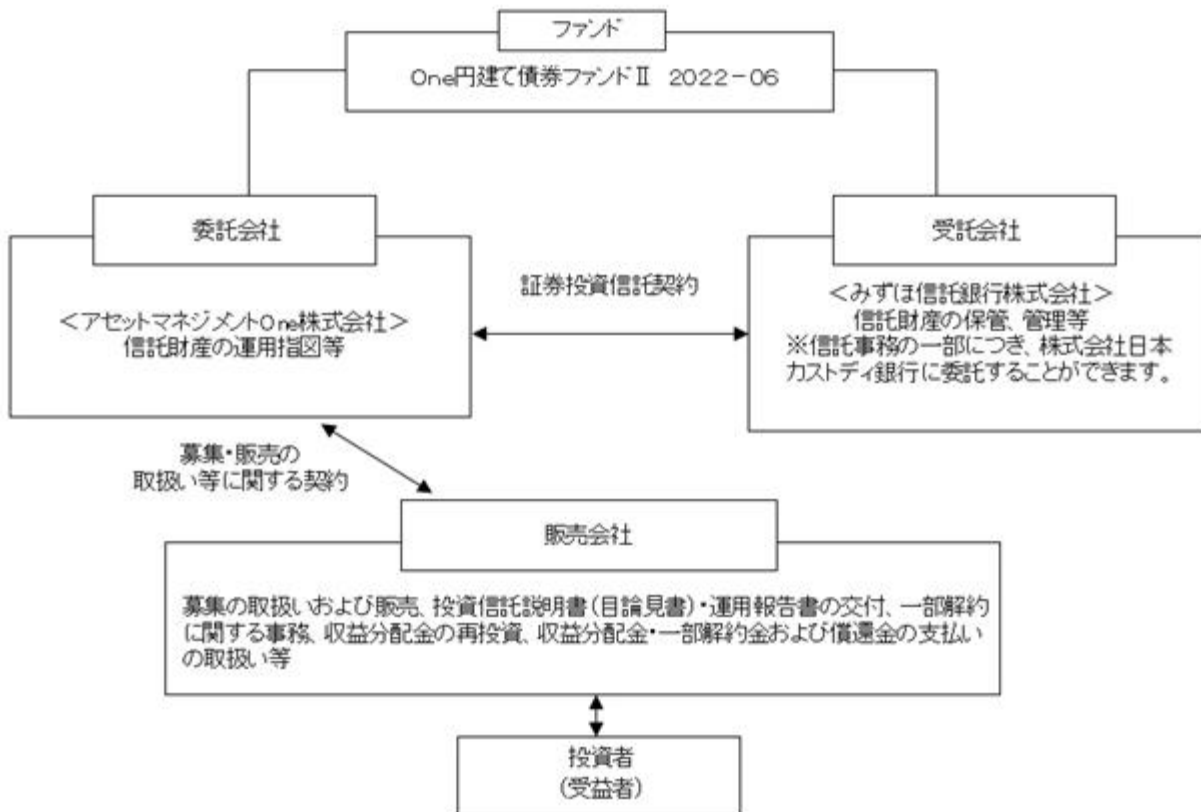 ファンド
One円建て債券ファンドⅡ 2022-06
委託会社
<アセットマネジメントOne株式会社>
信託財産の運用指図等
証券投資信託契約
受託会社
<みずほ信託銀行株式会社>
信託財産の保管、管理等
※信託事務の一部につき、株式会社日本
カストディ銀行に委託することができます。
募集・販売の
取扱い等に関する契約
販売会社
募集の取扱いおよび販売、投資信託説明書(目論見書)・運用報告書の交付、一部解約
に関する事務、収益分配金の再投資、収益分配金・一部解約金および償還金の支払い
の取扱い等
投資者
(受益者)